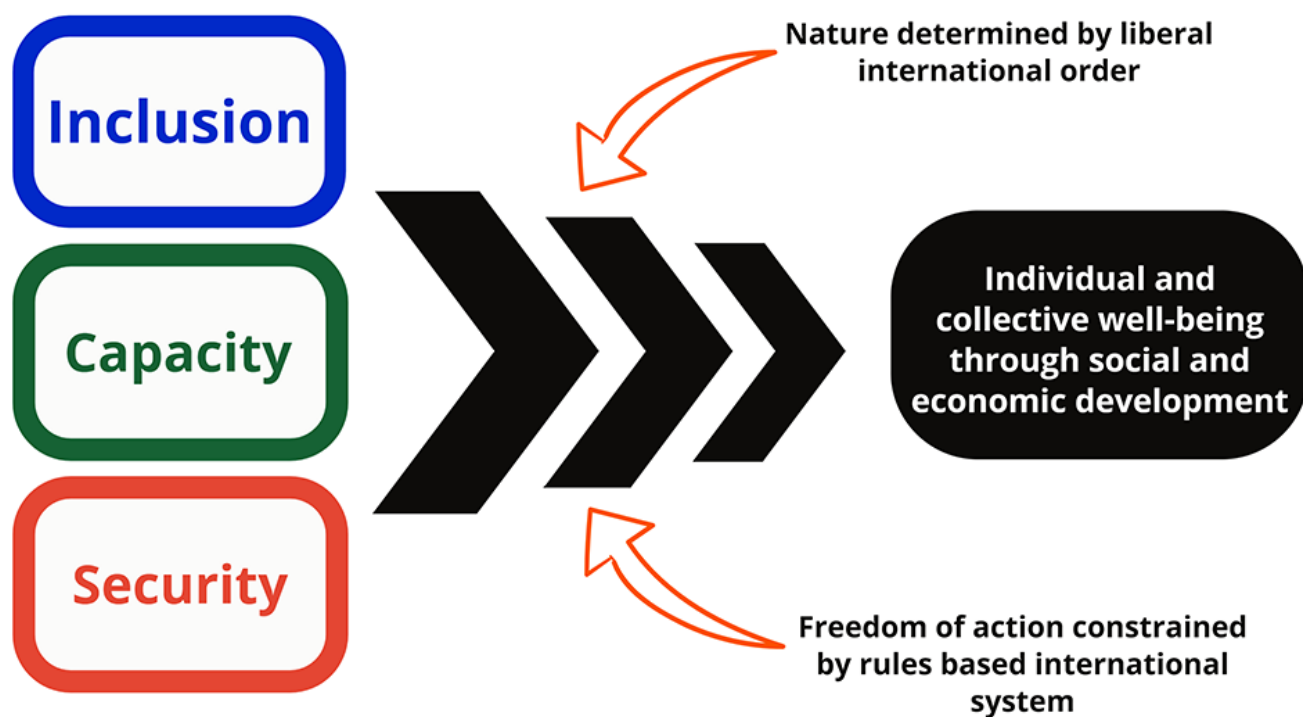 Inclusion
Capacity
Security
Nature determined by liberal
international order
Freedom of action constrained
by rules based international
system
Individual and
collective well-being
through social and
economic development